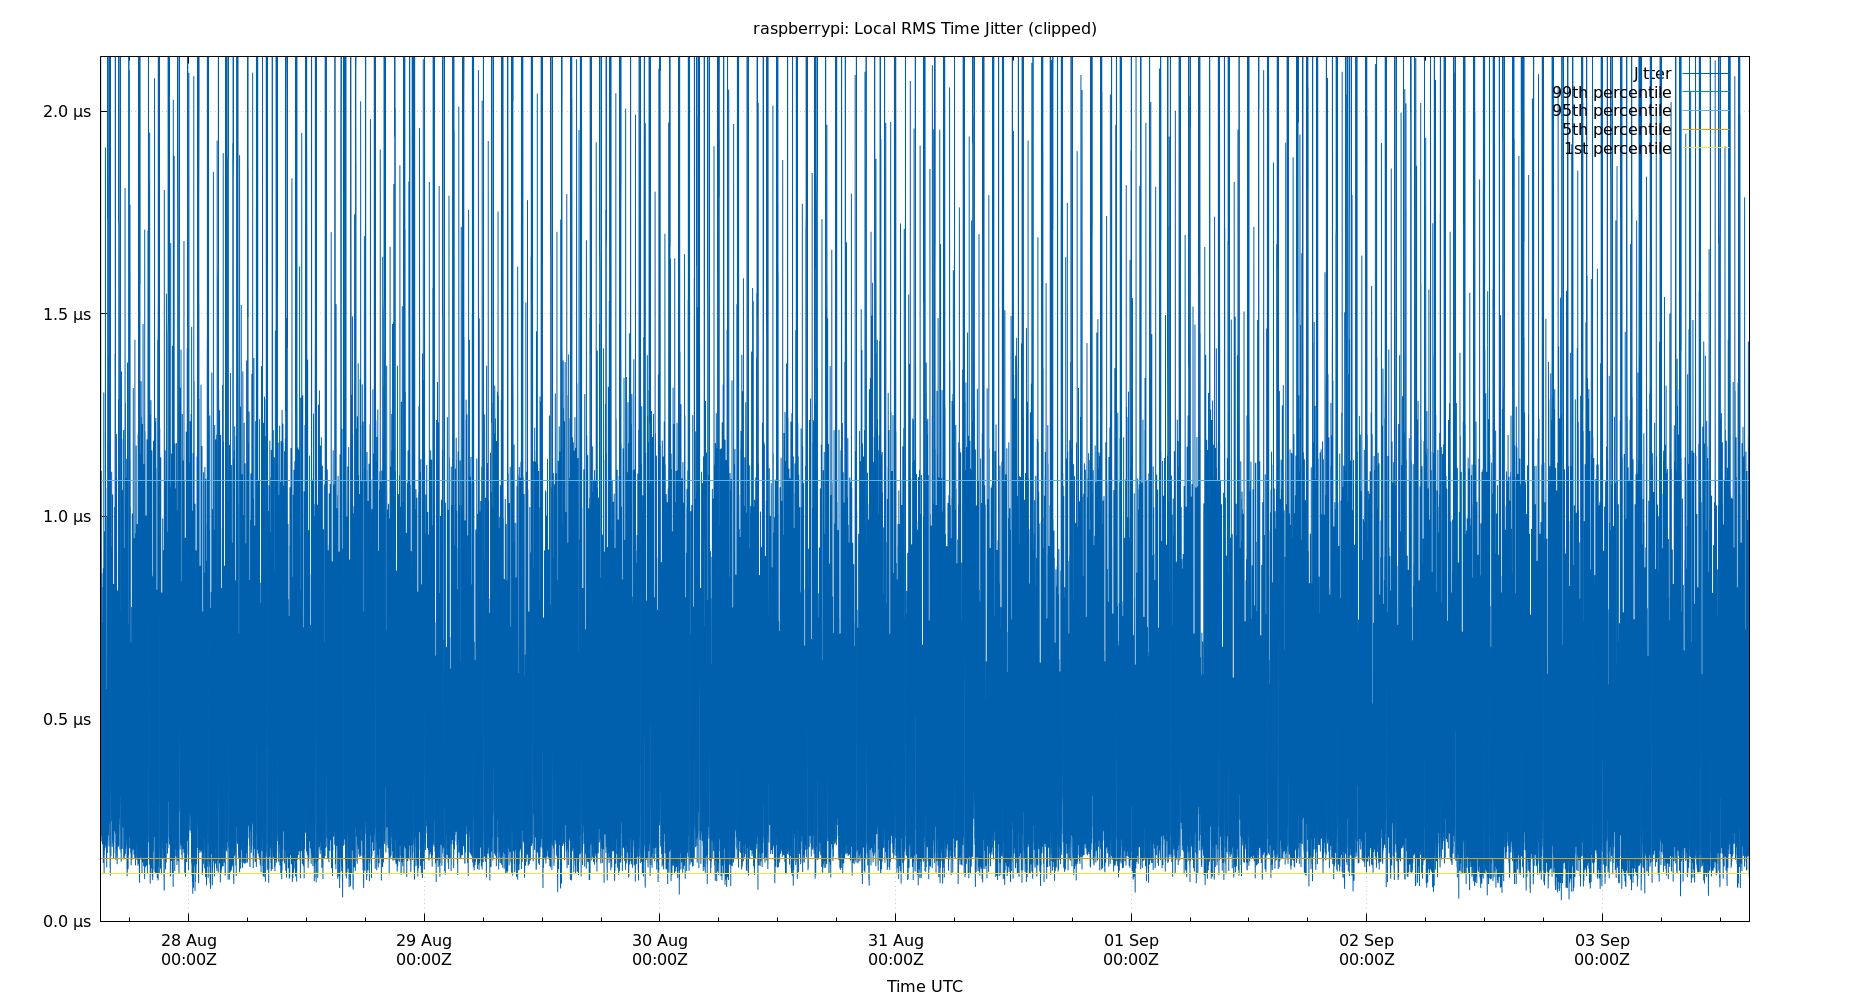 raspberrypi: Local RMS Time Jitter (clipped)
Jitter
99th percentile
95th percentile
5th percentile
1st percentile
2.0 μs
1.5 μs
1.0 μs
0.5 μs
0.0 μs
28 Aug 29 Aug 30 Aug 31 Aug 01 Sep 02 Sep 03 Sep
00:00Z 00:00Z 00:00Z 00:00Z 00:00Z 00:00Z 00:00Z
Time UTC